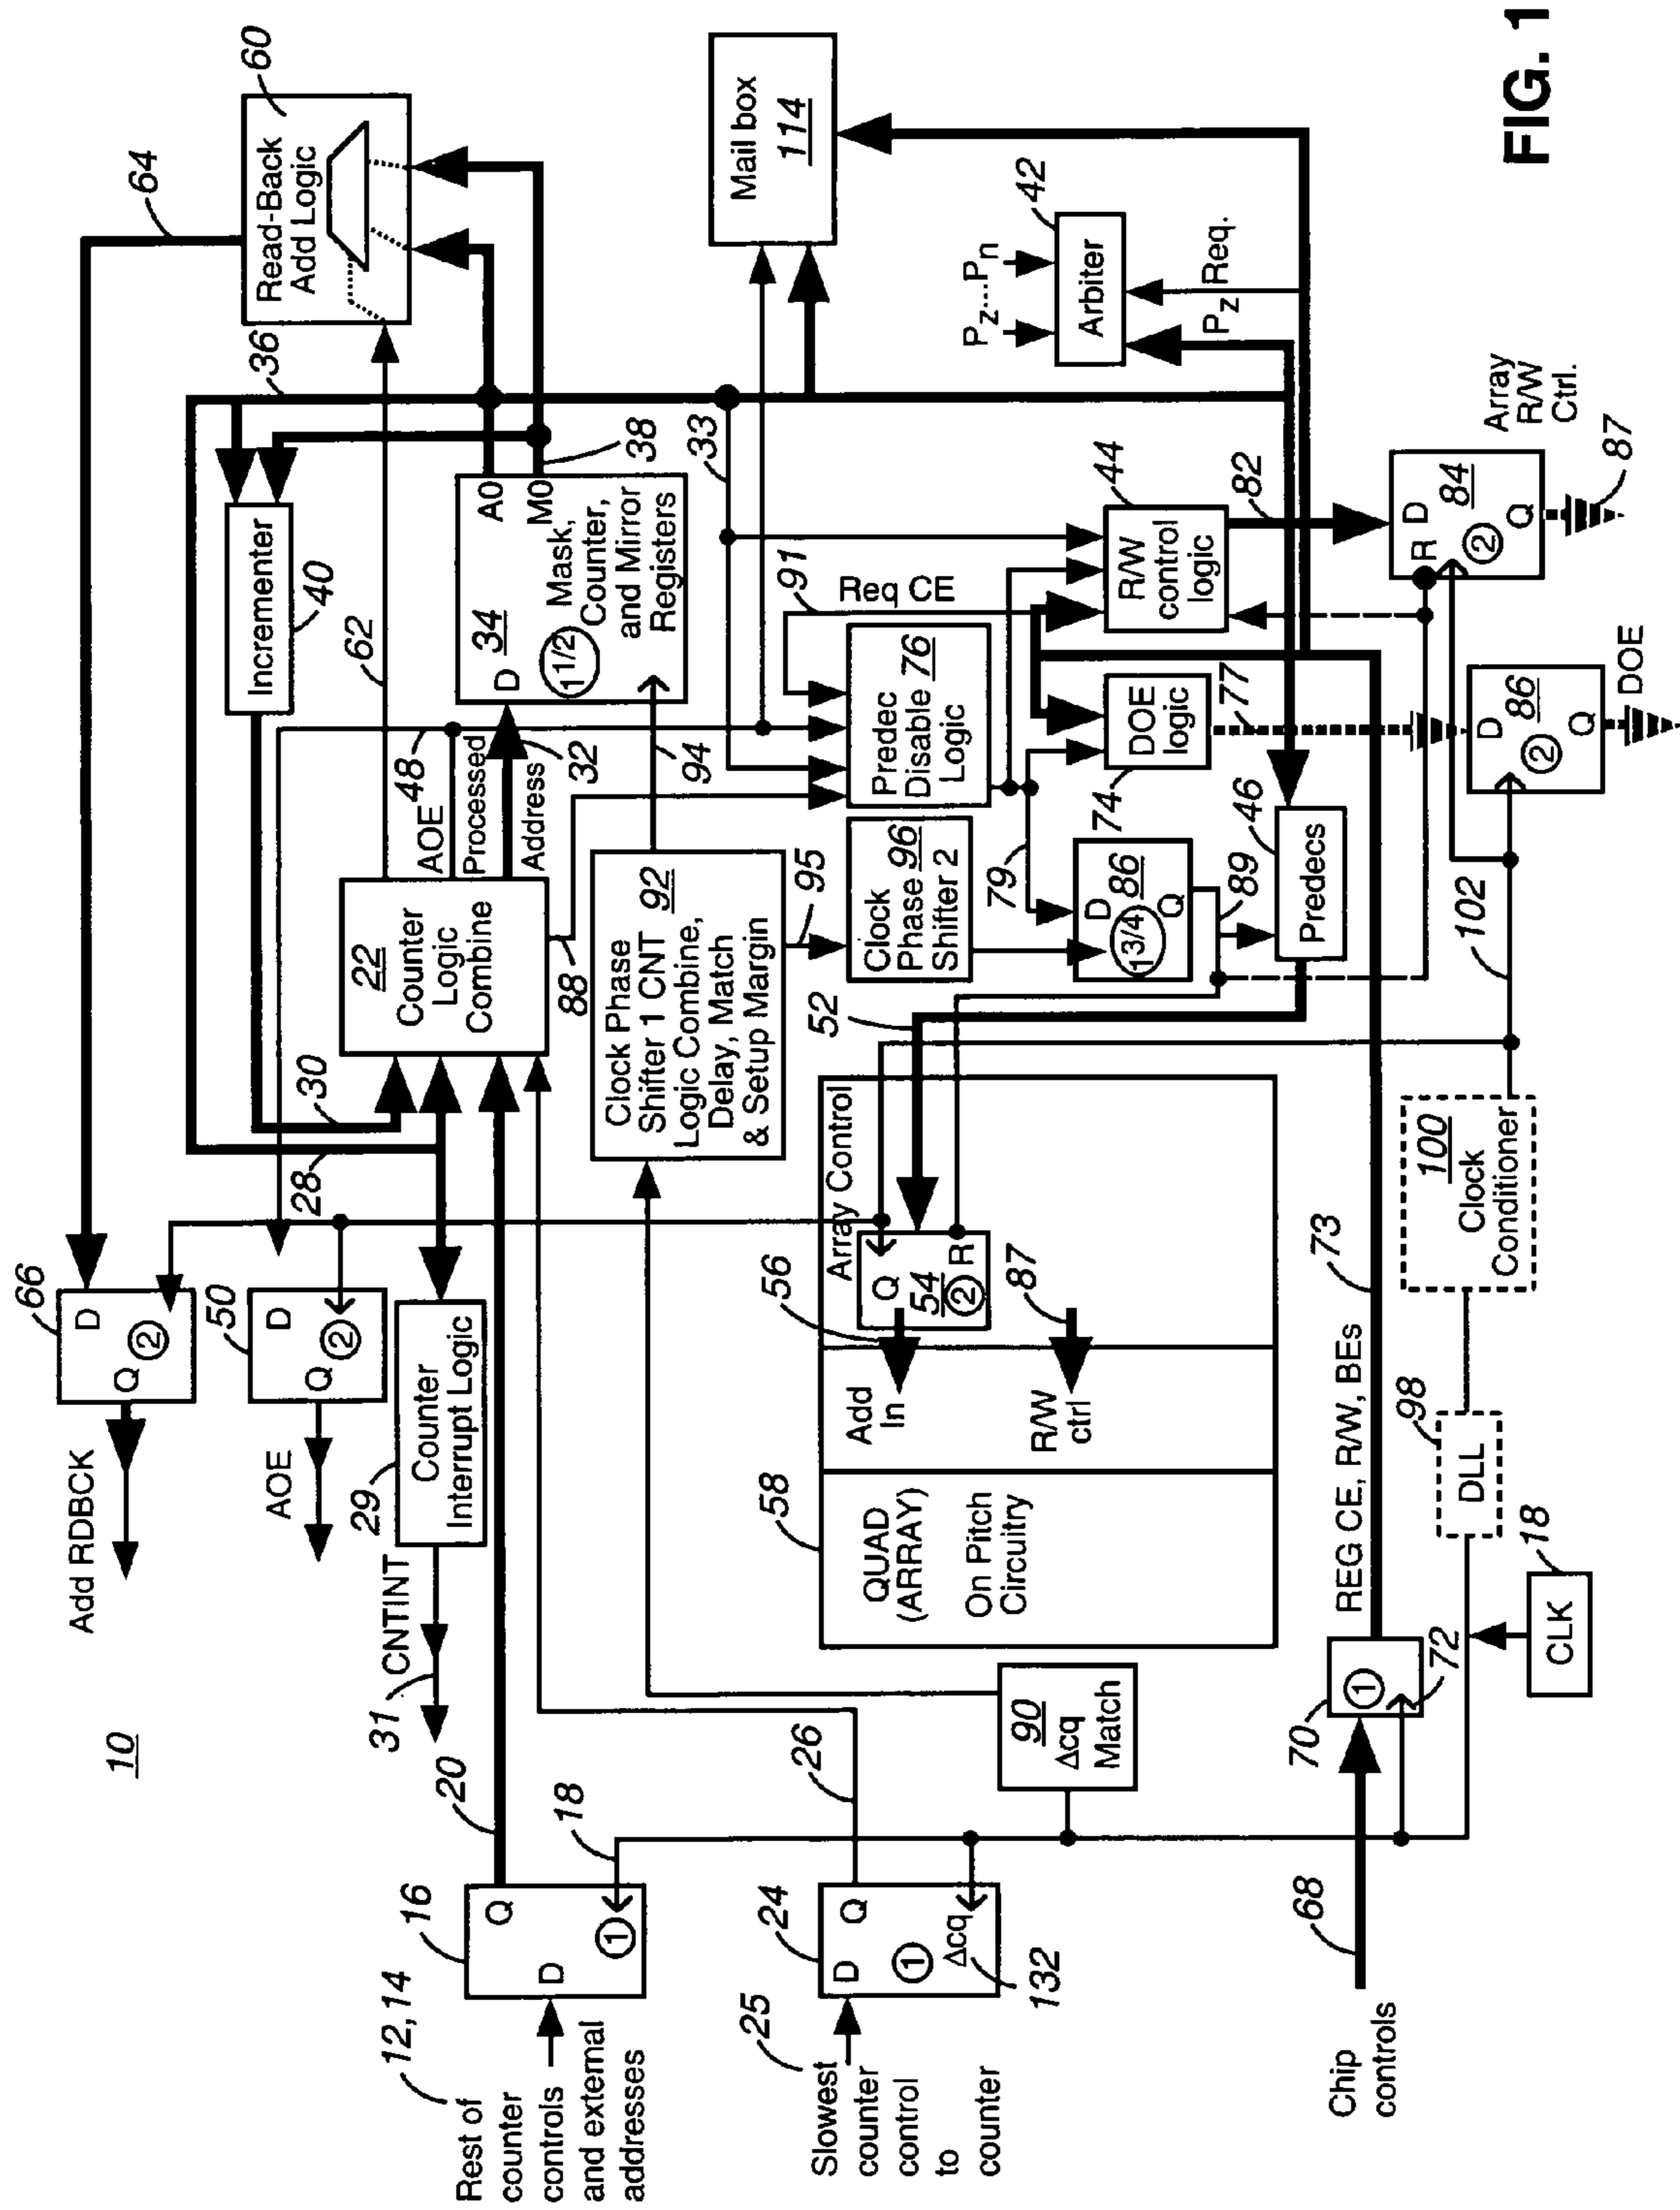 10
Add RDBCK
66
D
Q
2
64
Read-Back
Add Logic
60
AOE
50
D
Q
2
36
Incrementer
40
CNTINT
31
29
Counter
Interrupt Logic
28
30
62
48
AOE
Processed
Address
32
22
Counter
Logic
Combine
88
D
34
A0
M0
1 1/2
Mask,
Counter,
and Mirror
Registers
38
Mail box
114
12, 14
Rest of
counter
controls
and external
addresses
16
Q
D
1
20
18
Clock Phase
Shifter 1 CNT
92
Logic Combine,
Delay, Match
& Setup Margin
94
95
33
91
Req CE
25
Slowest
counter
control
to
counter
24
D
Q
1
Δcq
132
26
90
Δcq
Match
58
QUAD
(ARRAY)
On Pitch
Circuitry
Add
In
R/W
ctrl
56
Array Control
Q
54
R
2
87
52
Clock
Phase
96
Shifter 2
Predec
Disable
76
Logic
79
D
1 3/4
86
Q
89
74
DOE
logic
77
R/W
control
logic
44
82
Pz...Pn
42
Arbiter
Pz
Req.
46
Predecs
Chip
controls
68
70
1
72
REG CE, R/W, BEs
73
CLK
18
98
DLL
100
Clock
Conditioner
102
D
86
2
Q
DOE
R
D
84
2
Q
Array
R/W
Ctrl.
87
FIG. 1